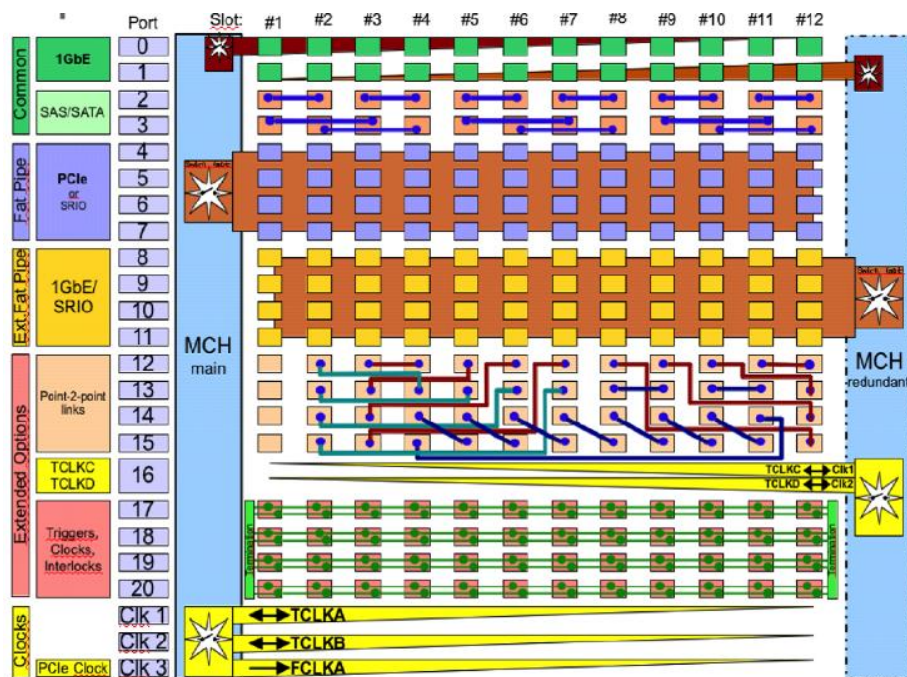 Port
Slot:
#1
#2
#3
#4
#5
#6
#7
#8
#9
#10
#11
#12
Common
1GbE
0
1
SAS/SATA
2
3
Fat Pipe
PCIe
or
SRIO
4
5
6
7
Ext.Fat Pipe
1GbE/
SRIO
8
9
10
11
MCH
main
MCH
redundant
Extended Options
Point-2-point
links
12
13
14
15
TCLKC
TCLKD
16
TCLKC
Clk1
TCLKD
Clk2
Triggers,
Clocks,
Interlocks
17
18
19
20
Termination
Termination
Clocks
Clk 1
TCLKA
Clk 2
TCLKB
PCIe Clock
Clk 3
FCLKA